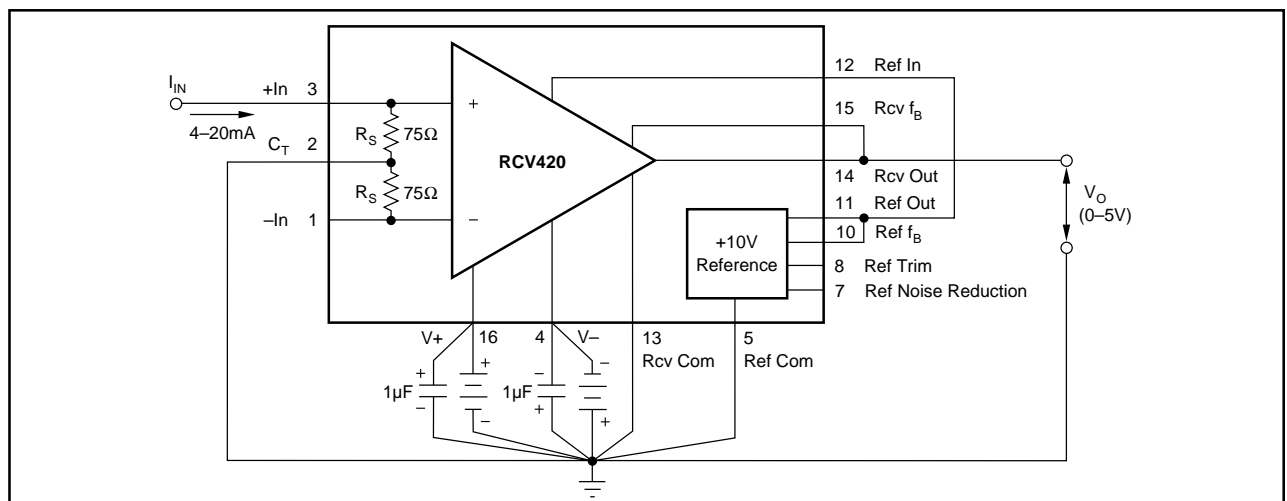 I_IN
4–20mA
+In 3
C_T 2
–In 1
R_S 75Ω
R_S 75Ω
+
–
RCV420
12 Ref In
15 Rcv f_B
14 Rcv Out
11 Ref Out
10 Ref f_B
8 Ref Trim
7 Ref Noise Reduction
+10V
Reference
V_O
(0–5V)
V+ 16
4 V–
13
Rcv Com
5
Ref Com
+
–
1µF
+
–
–
+
1µF
–
+